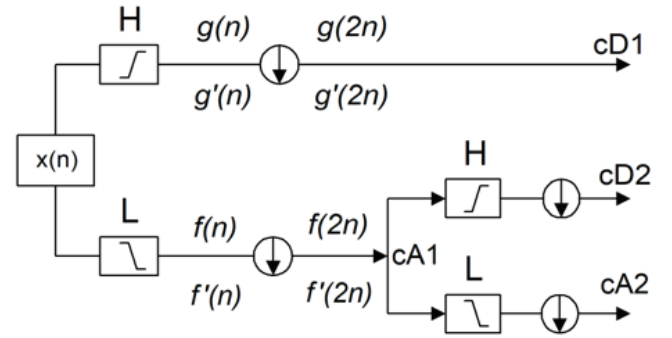 H
g(n)
g(2n)
cD1
g'(n)
g'(2n)
x(n)
H
cD2
L
f(n)
f(2n)
cA1
L
f'(n)
f'(2n)
cA2